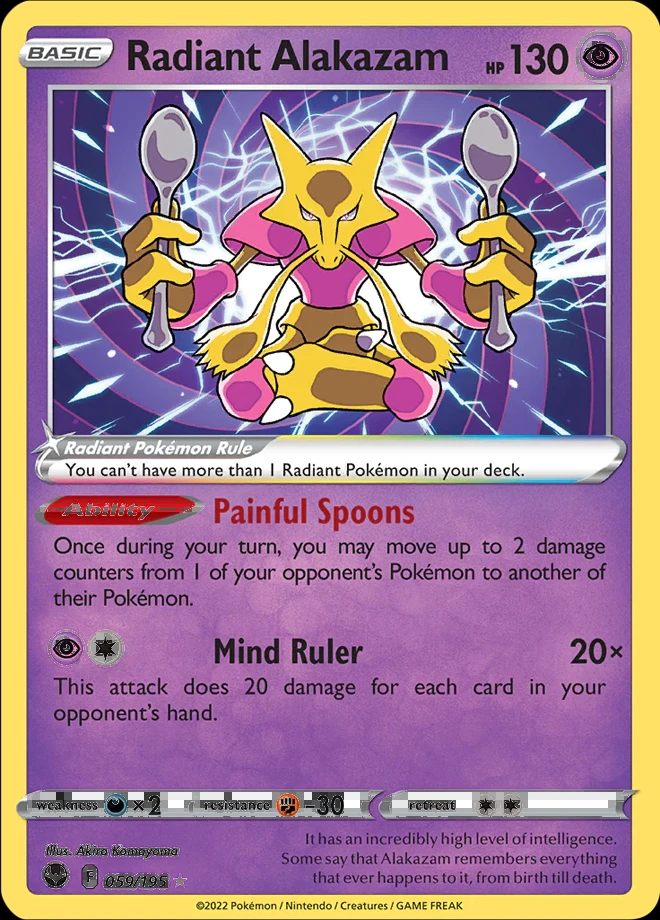 BASIC Radiant Alakazam HP 130
Radiant Pokémon Rule
You can't have more than 1 Radiant Pokémon in your deck.
Ability Painful Spoons
Once during your turn, you may move up to 2 damage
counters from 1 of your opponent's Pokémon to another of
their Pokémon.
Mind Ruler 20×
This attack does 20 damage for each card in your
opponent's hand.
weakness ×2 resistance -30 retreat
Illus. Akira Komayama
It has an incredibly high level of intelligence.
Some say that Alakazam remembers everything
that ever happens to it, from birth till death.
F 059/195
©2022 Pokémon / Nintendo / Creatures / GAME FREAK